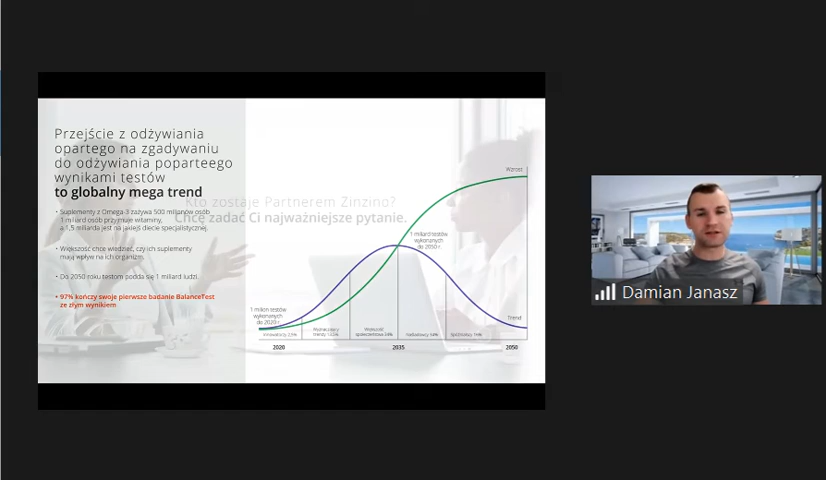 Przejście z odżywiania
opartego na zgadywaniu
do odżywiania poparteego
wynikami testów
to globalny mega trend
• Suplementy z Omega-3 zażywa 500 milianów osób
1 miliard osób przyjmuje witaminy,
a 1,5 miliarda jest na jakiejś diecie specjalistycznej.
• Większość chce wiedzieć, czy ich suplementy
mają wpływ na ich organizm.
• Do 2050 roku testom podda się 1 miliard ludzi.
• 97% kończy swoje pierwsze badanie BalanceTest
ze złym wynikiem
Kto zostaje Partnerem Zinzino?
Chcę zadać Ci najważniejsze pytanie.
Wzrost
1 miliard testów
wykonanych
do 2050 r.
1 milion testów
wykonanych
do 2020 r.
Trend
2020
2035
2050
Damian Janasz